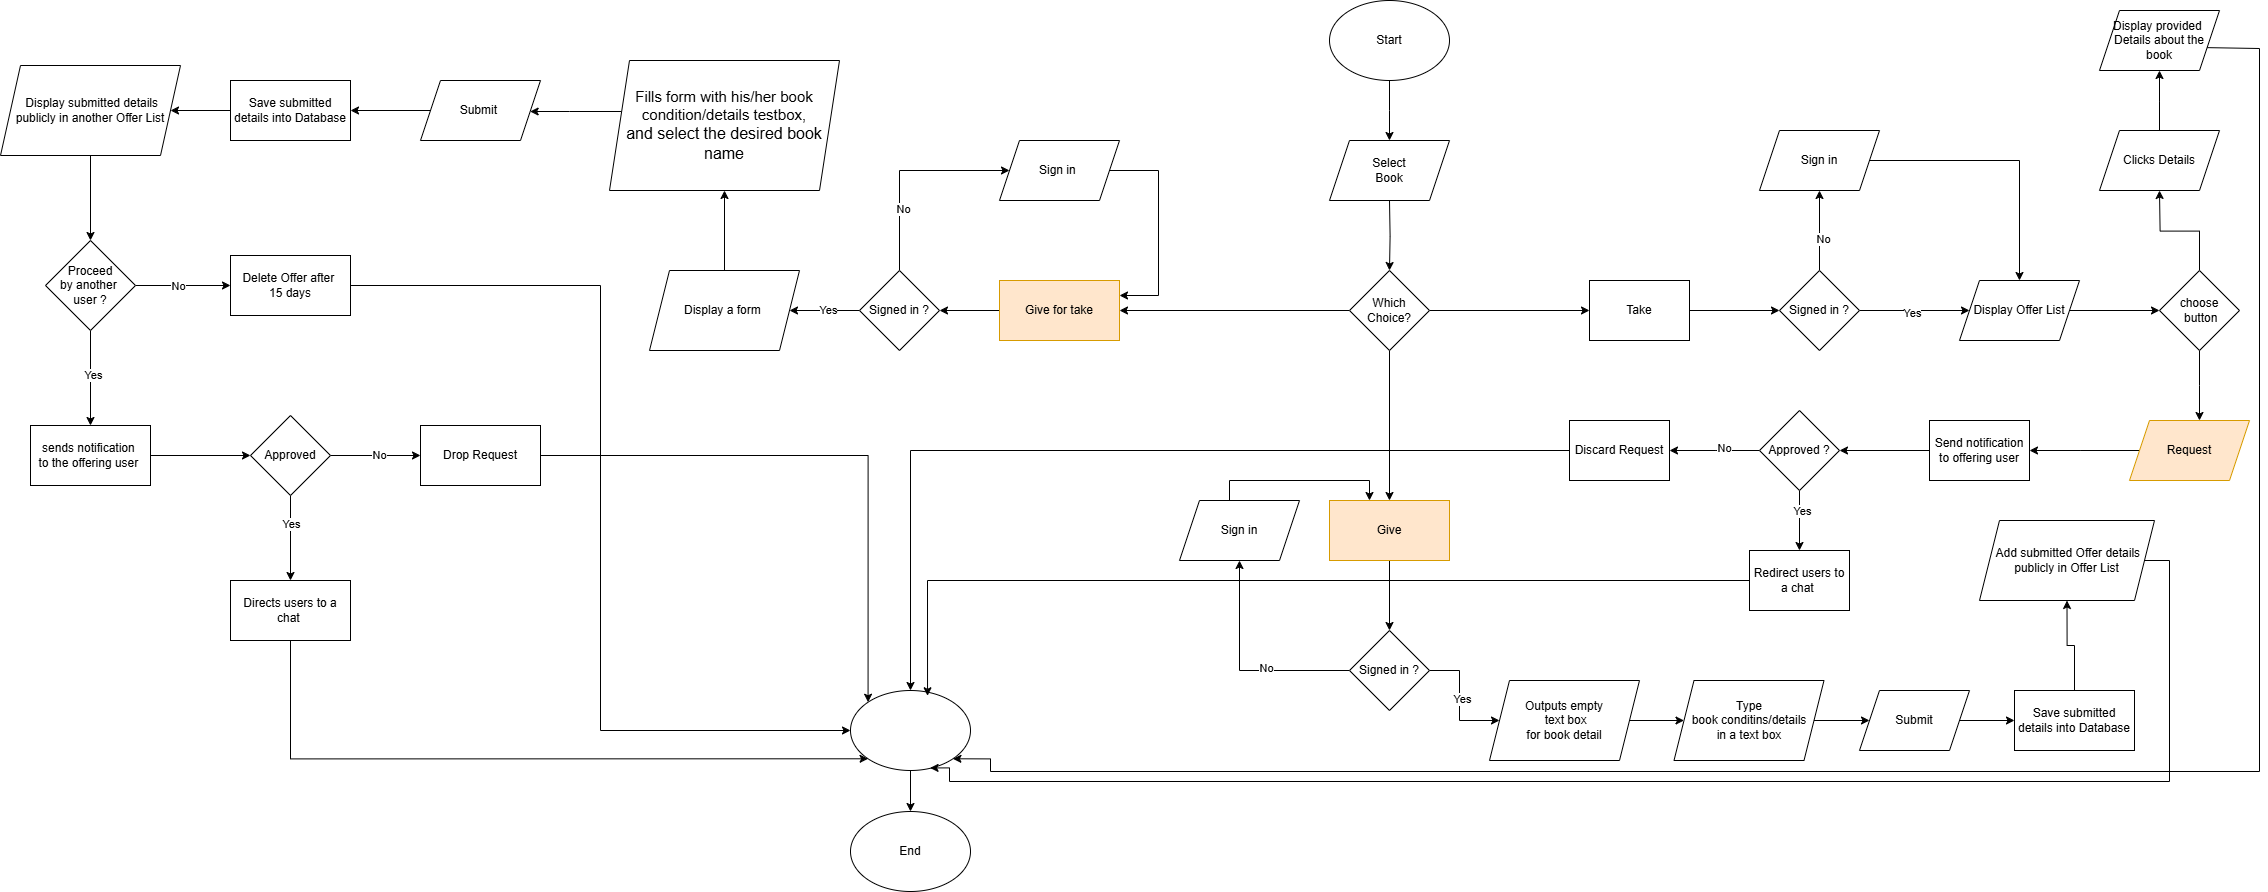 Start
Select
Book
Which
Choice?
Give for take
Signed in ?
No
Sign in
Yes
Display a form
Fills form with his/her book
condition/details testbox,
and select the desired book
name
Submit
Save submitted
details into Database
Display submitted details
publicly in another Offer List
Proceed
by another
user ?
No
Delete Offer after
15 days
Yes
sends notification
to the offering user
Approved
No
Drop Request
Yes
Directs users to a
chat
Take
Signed in ?
No
Sign in
Yes
Display Offer List
choose
button
Clicks Details
Display provided
Details about the
book
Request
Send notification
to offering user
Approved ?
No
Discard Request
Yes
Redirect users to
a chat
Give
Sign in
Signed in ?
No
Yes
Outputs empty
text box
for book detail
Type
book conditins/details
in a text box
Submit
Save submitted
details into Database
Add submitted Offer details
publicly in Offer List
End